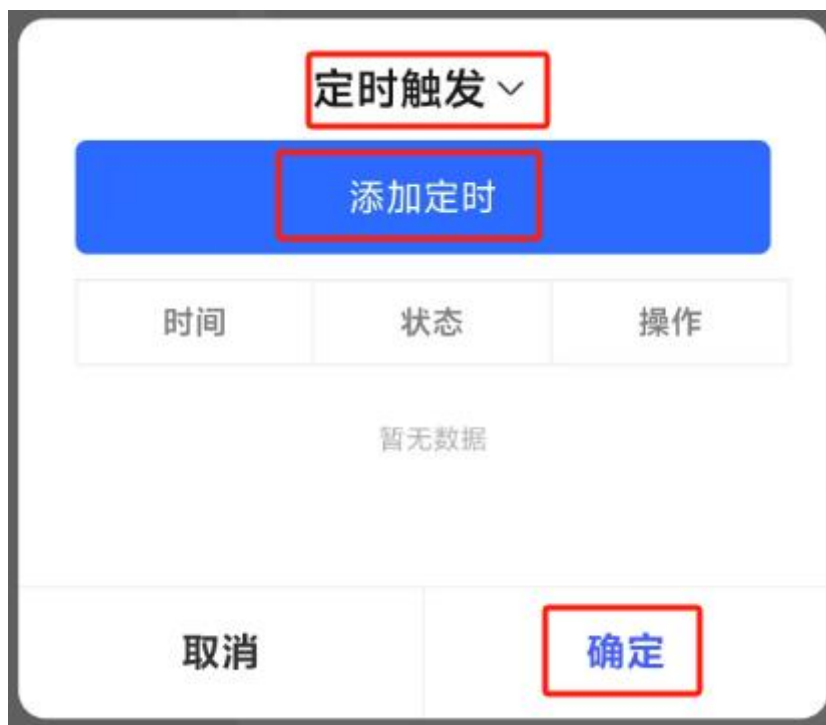 定时触发
添加定时
时间 状态 操作
暂无数据
取消 确定